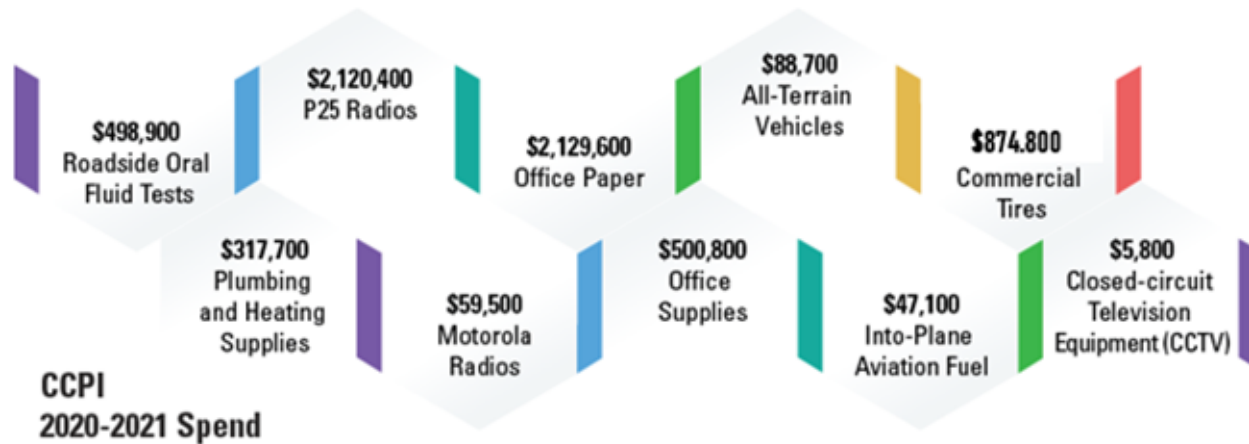 $498,900
Roadside Oral
Fluid Tests
$2,120,400
P25 Radios
$2,129,600
Office Paper
$88,700
All-Terrain
Vehicles
$874.800
Commercial
Tires
$317,700
Plumbing
and Heating
Supplies
$59,500
Motorola
Radios
$500,800
Office
Supplies
$47,100
Into-Plane
Aviation Fuel
$5,800
Closed-circuit
Television
Equipment (CCTV)
CCPI
2020-2021 Spend